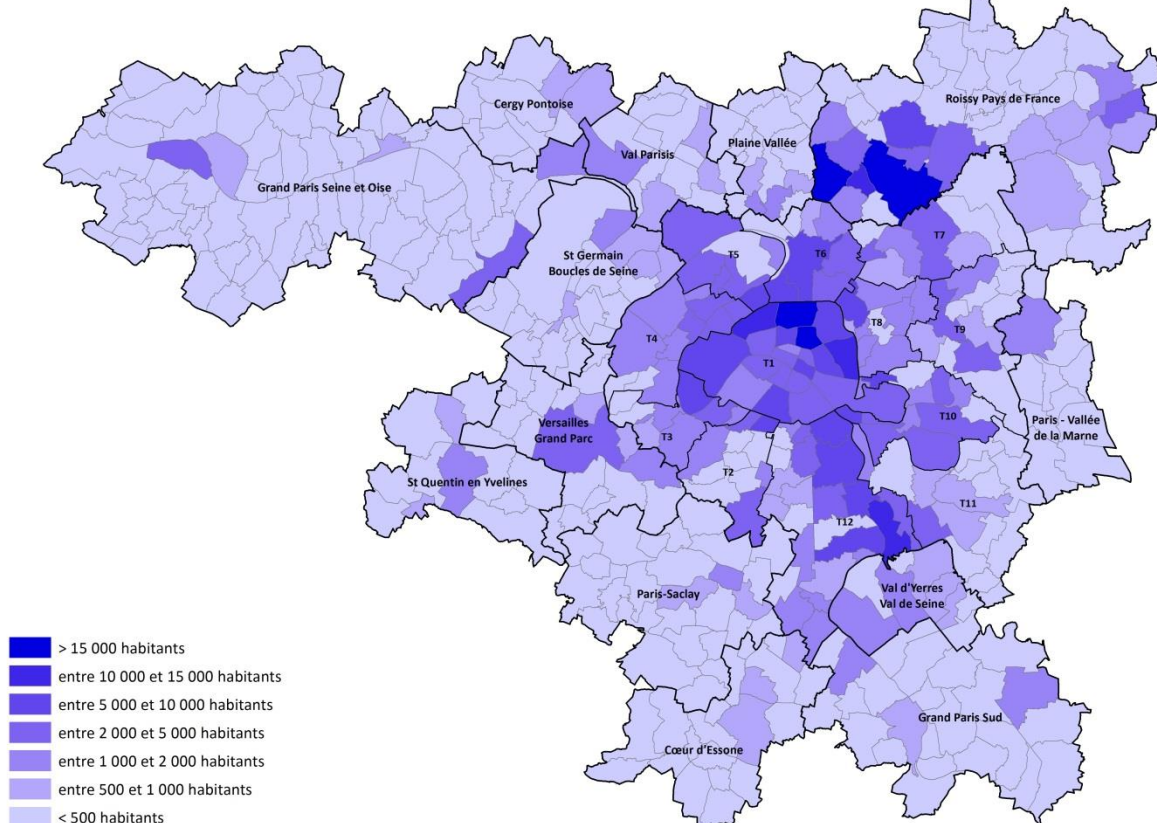 Cergy Pontoise
Roissy Pays de France
Val Parisis
Plaine Vallée
Grand Paris Seine et Oise
St Germain
Boucles de Seine
T5
T6
T7
T8
T9
T4
T1
Versailles
Grand Parc
T3
T2
T10
Paris - Vallée
de la Marne
St Quentin en Yvelines
T11
T12
Paris-Saclay
Val d'Yerres
Val de Seine
Grand Paris Sud
Cœur d'Essone
> 15 000 habitants
entre 10 000 et 15 000 habitants
entre 5 000 et 10 000 habitants
entre 2 000 et 5 000 habitants
entre 1 000 et 2 000 habitants
entre 500 et 1 000 habitants
< 500 habitants